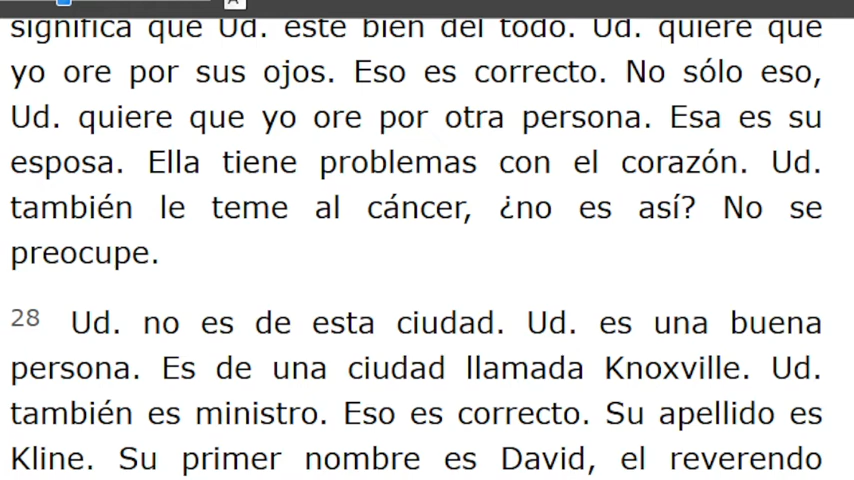 significa que Ud. esté bien del todo. Ud. quiere que
yo ore por sus ojos. Eso es correcto. No sólo eso,
Ud. quiere que yo ore por otra persona. Esa es su
esposa. Ella tiene problemas con el corazón. Ud.
también le teme al cáncer, ¿no es así? No se
preocupe.
28 Ud. no es de esta ciudad. Ud. es una buena
persona. Es de una ciudad llamada Knoxville. Ud.
también es ministro. Eso es correcto. Su apellido es
Kline. Su primer nombre es David, el reverendo